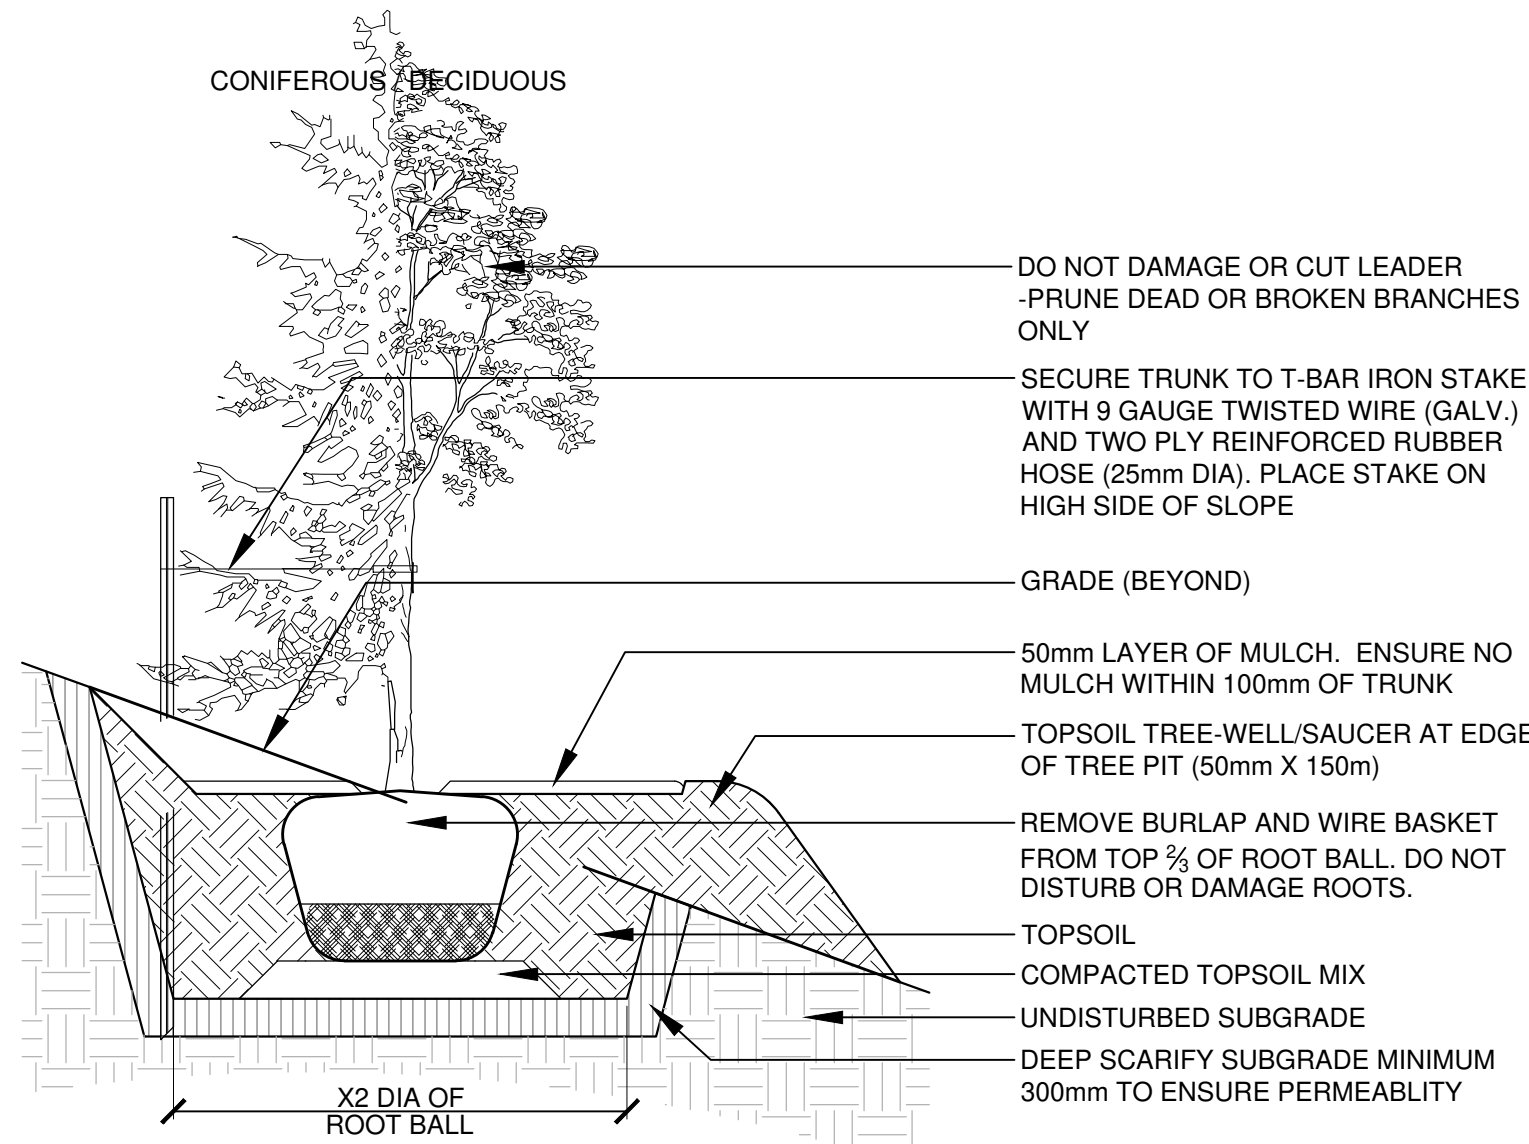 CONIFEROUS / DECIDUOUS
DO NOT DAMAGE OR CUT LEADER
-PRUNE DEAD OR BROKEN BRANCHES
ONLY
SECURE TRUNK TO T-BAR IRON STAKE
WITH 9 GAUGE TWISTED WIRE (GALV.)
AND TWO PLY REINFORCED RUBBER
HOSE (25mm DIA). PLACE STAKE ON
HIGH SIDE OF SLOPE
GRADE (BEYOND)
50mm LAYER OF MULCH. ENSURE NO
MULCH WITHIN 100mm OF TRUNK
TOPSOIL TREE-WELL/SAUCER AT EDGE
OF TREE PIT (50mm X 150m)
REMOVE BURLAP AND WIRE BASKET
FROM TOP ⅔ OF ROOT BALL. DO NOT
DISTURB OR DAMAGE ROOTS.
TOPSOIL
COMPACTED TOPSOIL MIX
UNDISTURBED SUBGRADE
DEEP SCARIFY SUBGRADE MINIMUM
300mm TO ENSURE PERMEABLITY
X2 DIA OF
ROOT BALL